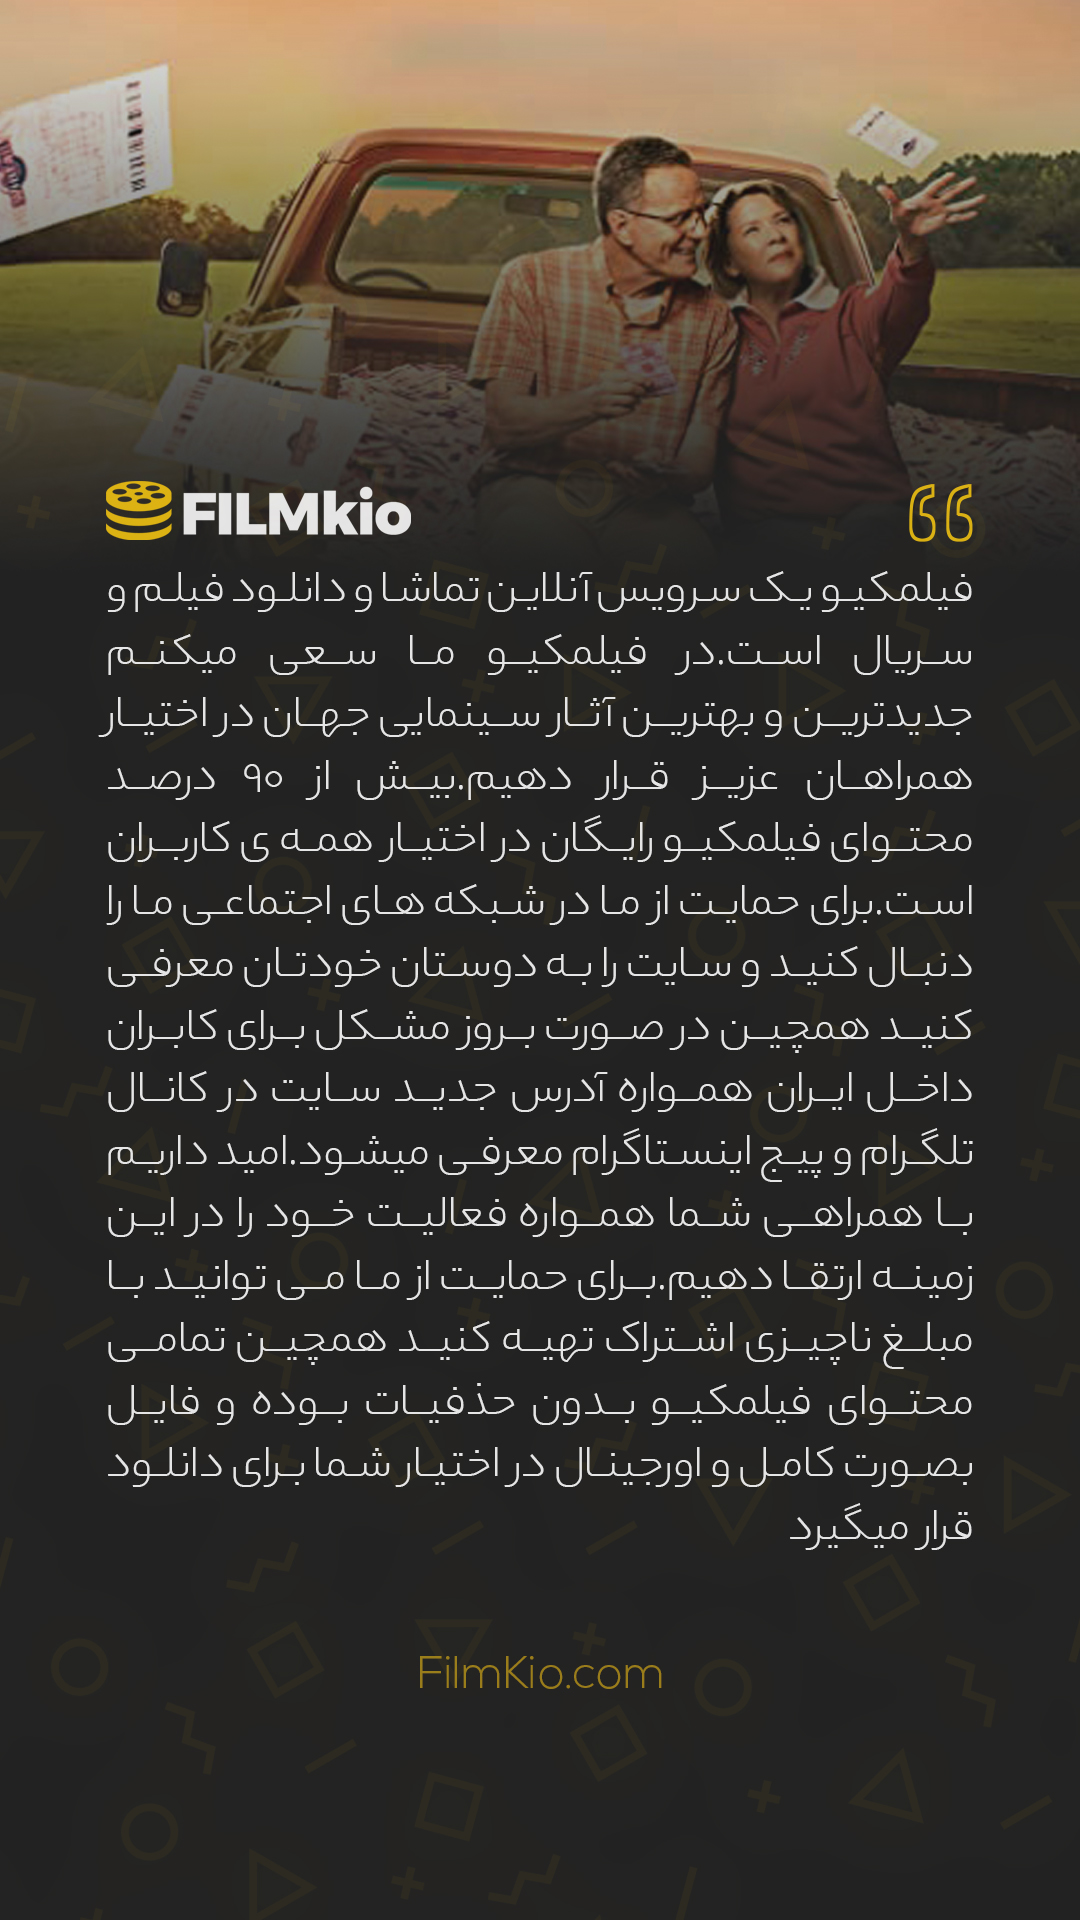 FILMkio
فیلمکیو یک سرویس آنلاین تماشا و دانلود فیلم و
سریال است.در فیلمکیو ما سعی میکنم
جدیدترین و بهترین آثار سینمایی جهان در اختیار
همراهان عزیز قرار دهیم.بیش از ۹۰ درصد
محتوای فیلمکیو رایگان در اختیار همه ی کاربران
است.برای حمایت از ما در شبکه های اجتماعی ما را
دنبال کنید و سایت را به دوستان خودتان معرفی
کنید همچین در صورت بروز مشکل برای کابران
داخل ایران همواره آدرس جدید سایت در کانال
تلگرام و پیج اینستاگرام معرفی میشود.امید داریم
با همراهی شما همواره فعالیت خود را در این
زمینه ارتقا دهیم.برای حمایت از ما می توانید با
مبلغ ناچیزی اشتراک تهیه کنید همچین تمامی
محتوای فیلمکیو بدون حذفیات بوده و فایل
بصورت کامل و اورجینال در اختیار شما برای دانلود
قرار میگیرد
FilmKio.com